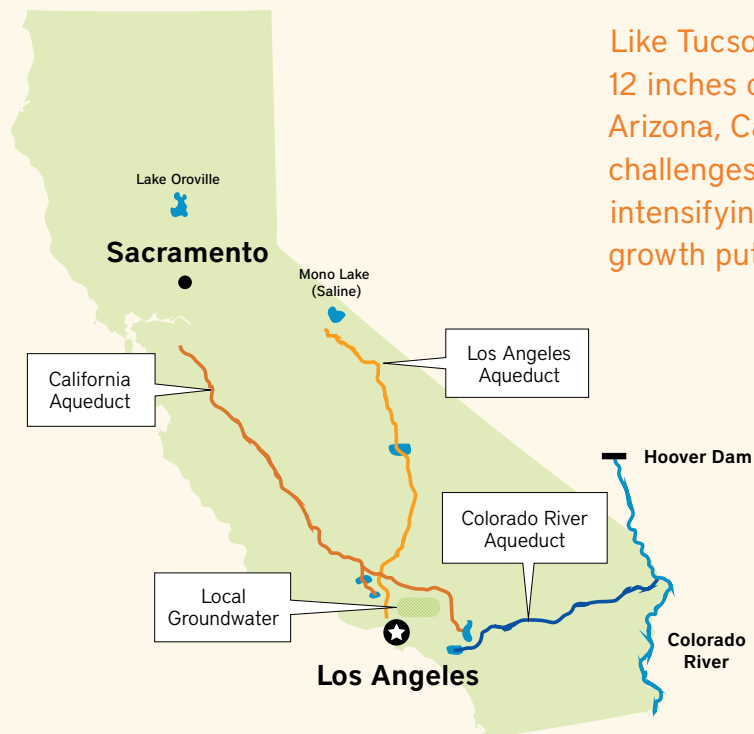 Like Tucso
12 inches o
Arizona, Ca
challenges
intensifyin
growth put
Lake Oroville
Sacramento
Mono Lake
(Saline)
Los Angeles
Aqueduct
California
Aqueduct
Hoover Dam
Colorado River
Aqueduct
Local
Groundwater
Colorado
River
Los Angeles